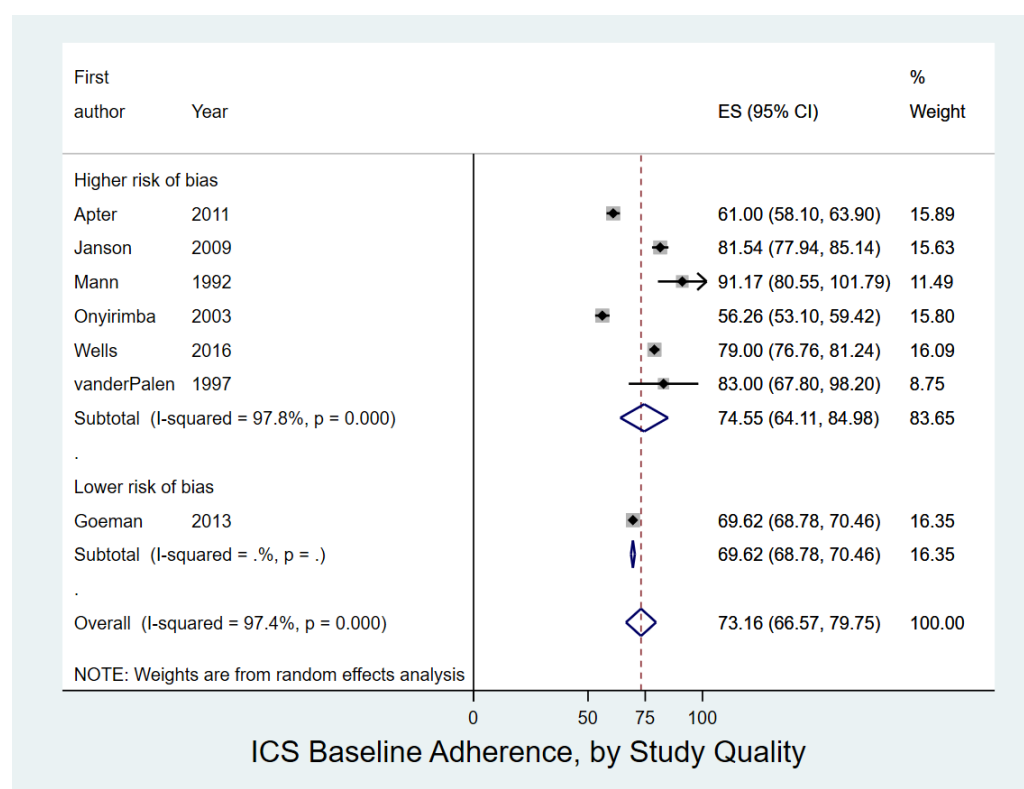 First %
author Year ES (95% CI) Weight
Higher risk of bias
Apter 2011 61.00 (58.10, 63.90) 15.89
Janson 2009 81.54 (77.94, 85.14) 15.63
Mann 1992 91.17 (80.55, 101.79) 11.49
Onyirimba 2003 56.26 (53.10, 59.42) 15.80
Wells 2016 79.00 (76.76, 81.24) 16.09
vanderPalen 1997 83.00 (67.80, 98.20) 8.75
Subtotal (I-squared = 97.8%, p = 0.000) 74.55 (64.11, 84.98) 83.65
.
Lower risk of bias
Goeman 2013 69.62 (68.78, 70.46) 16.35
Subtotal (I-squared = .%, p = .) 69.62 (68.78, 70.46) 16.35
.
Overall (I-squared = 97.4%, p = 0.000) 73.16 (66.57, 79.75) 100.00
NOTE: Weights are from random effects analysis
0 50 75 100
ICS Baseline Adherence, by Study Quality